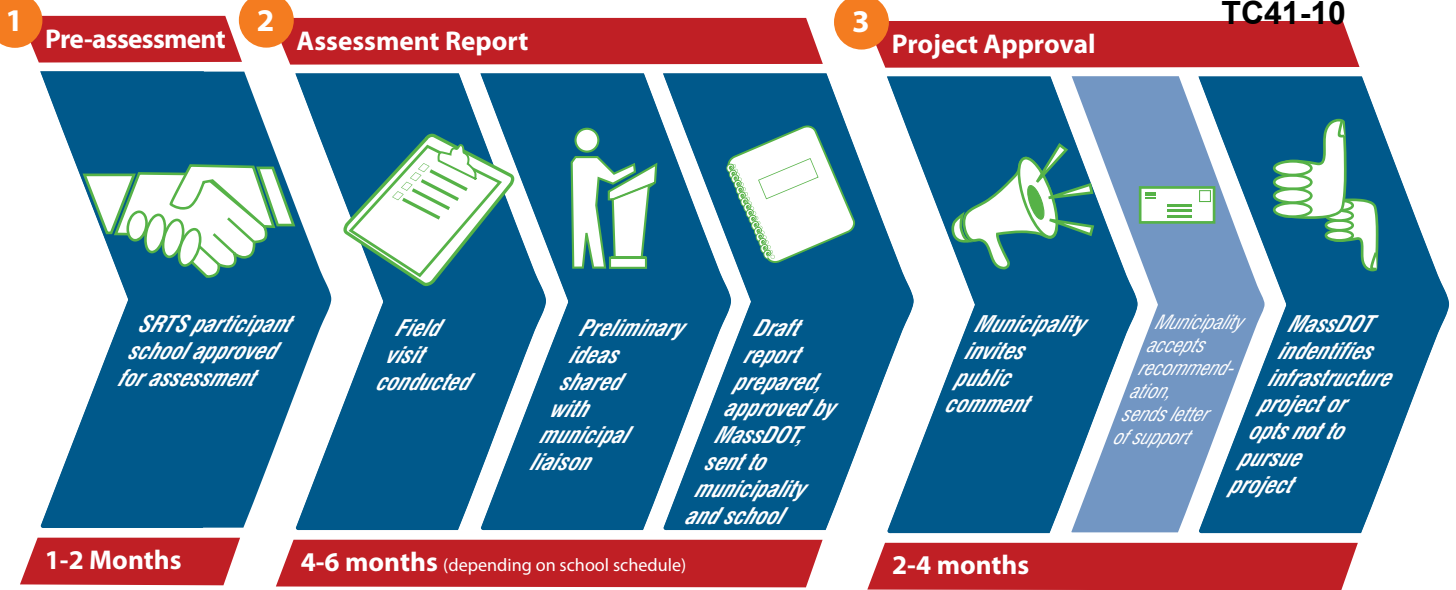 TC41-10
1
Pre-assessment
SRTS participant
school approved
for assessment
1-2 Months
2
Assessment Report
Field
visit
conducted
Preliminary
ideas
shared
with
municipal
liaison
Draft
report
prepared,
approved by
MassDOT,
sent to
municipality
and school
4-6 months (depending on school schedule)
3
Project Approval
Municipality
invites
public
comment
Municipality
accepts
recommend-
ation,
sends letter
of support
MassDOT
indentifies
infrastructure
project or
opts not to
pursue
project
2-4 months